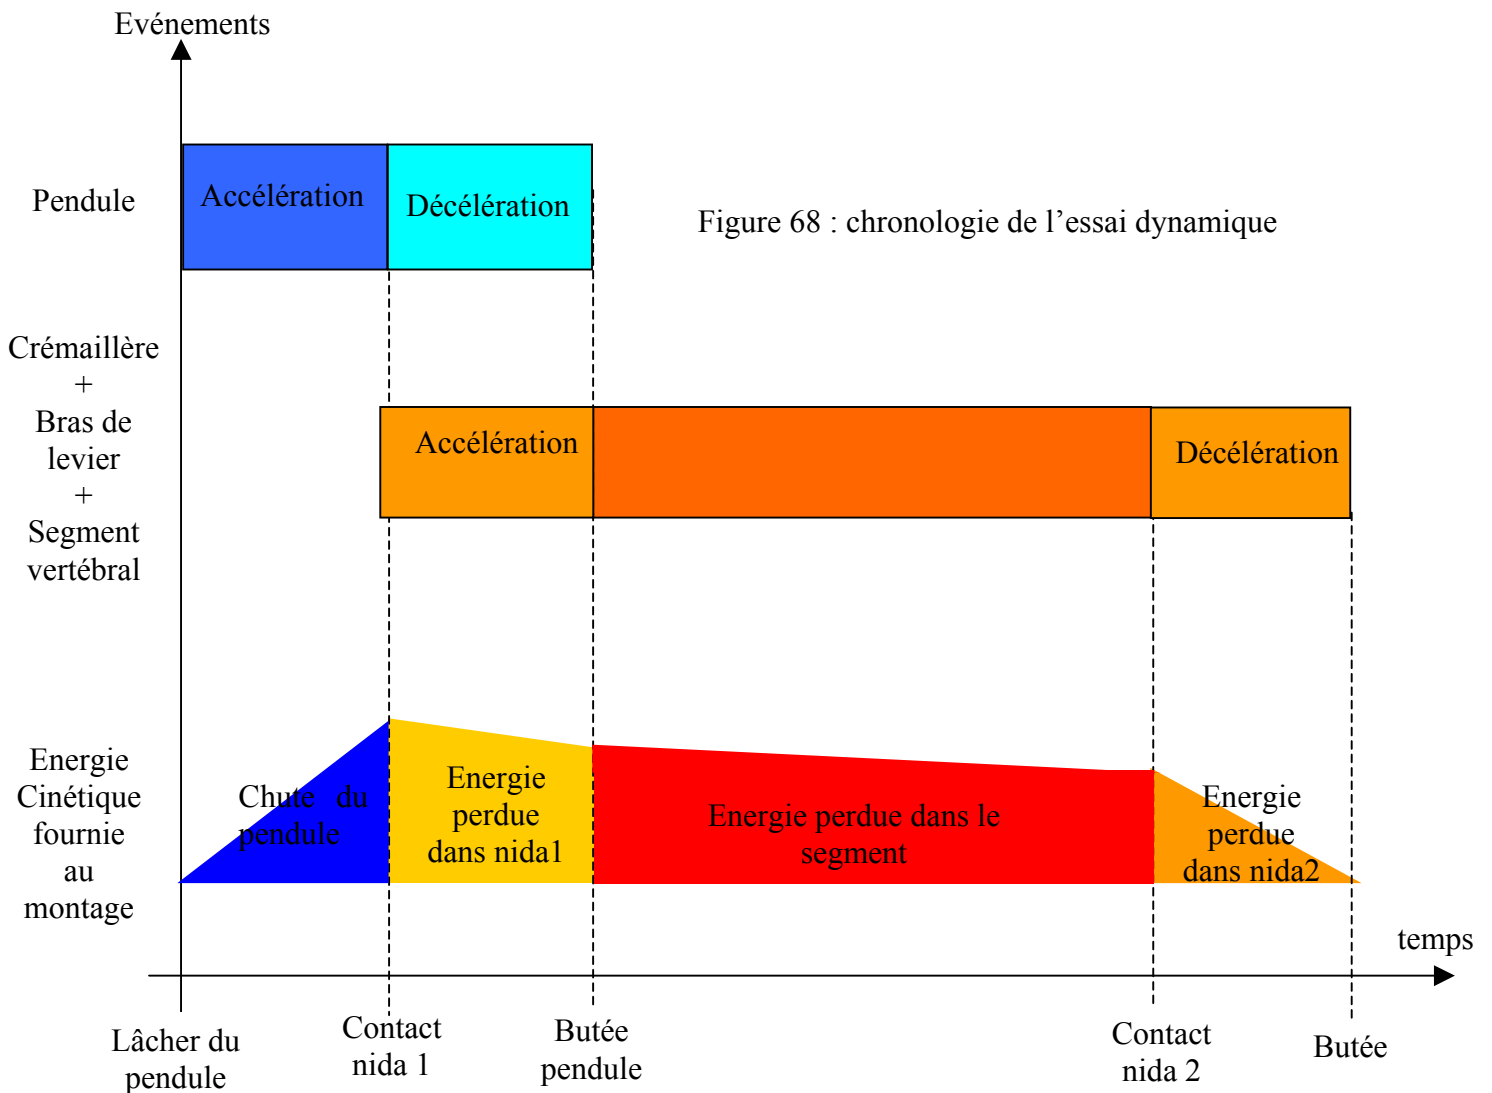 Evénements
Pendule
Accélération
Décélération
Figure 68 : chronologie de l’essai dynamique
Crémaillère
+
Bras de
levier
+
Segment
vertébral
Accélération
Décélération
Energie
Cinétique
fournie
au
montage
Chute du
pendule
Energie
perdue
dans nida1
Energie perdue dans le
segment
Energie
perdue
dans nida2
temps
Lâcher du
pendule
Contact
nida 1
Butée
pendule
Contact
nida 2
Butée